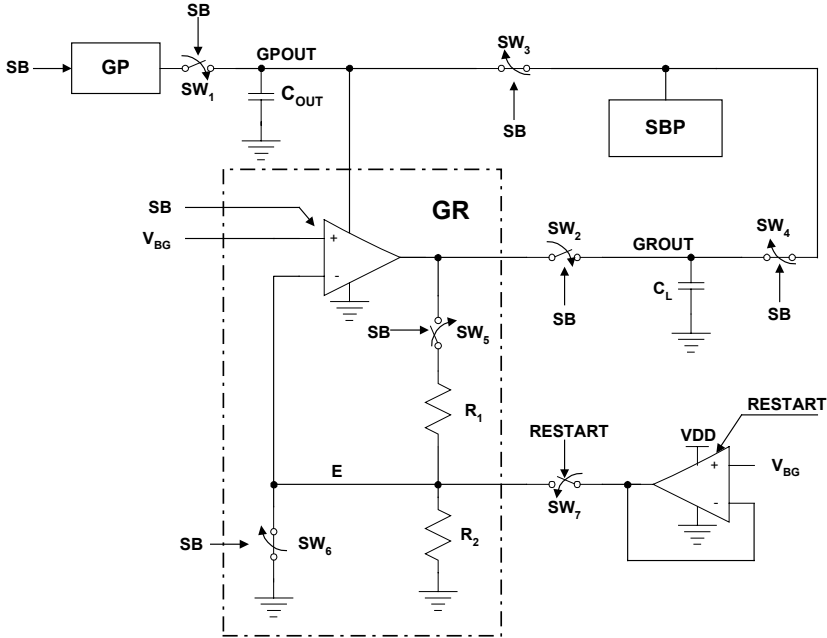 SB
SB
GP
SW1
GPOUT
COUT
SW3
SB
SBP
SB
VBG
+
-
GR
SW2
SB
GROUT
CL
SW4
SB
SB
SW5
R1
E
RESTART
SW7
RESTART
VDD
+
-
VBG
SB
SW6
R2